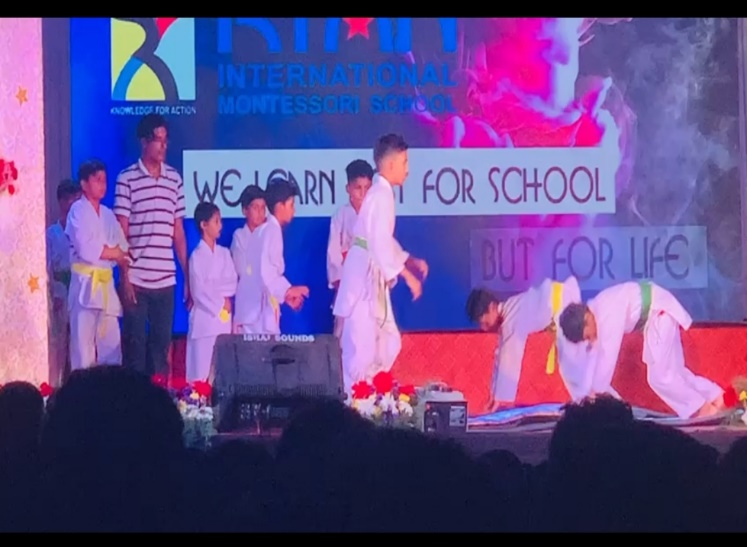 KNOWLEDGE FOR ACTION
INTERNATIONAL
MONTESSORI SCHOOL
WE LEARN FOR SCHOOL
BUT FOR LIFE
SOUNDS